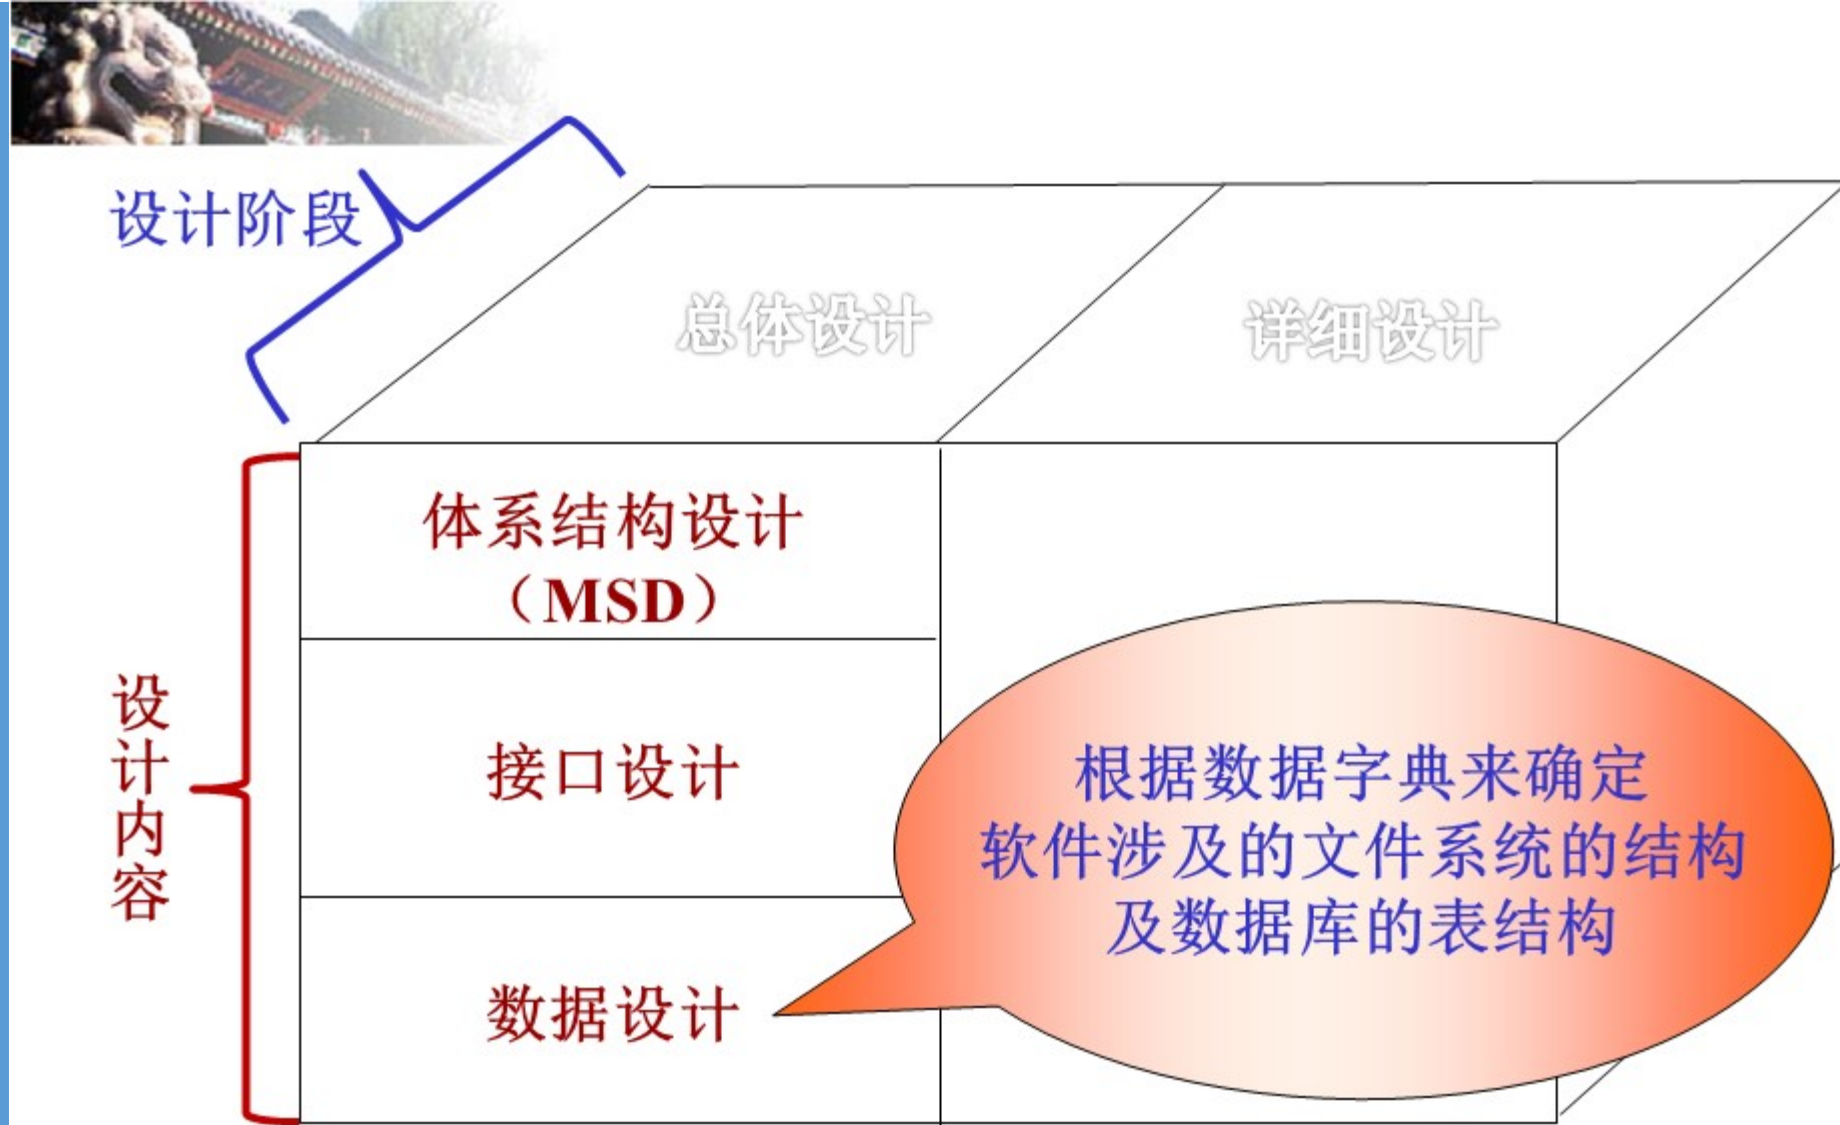 设计阶段
总体设计
详细设计
体系结构设计
（MSD）
设计内容
接口设计
根据数据字典来确定
软件涉及的文件系统的结构
及数据库的表结构
数据设计